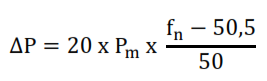 ΔP = 20 x Pₘ x (fₙ − 50,5) / 50